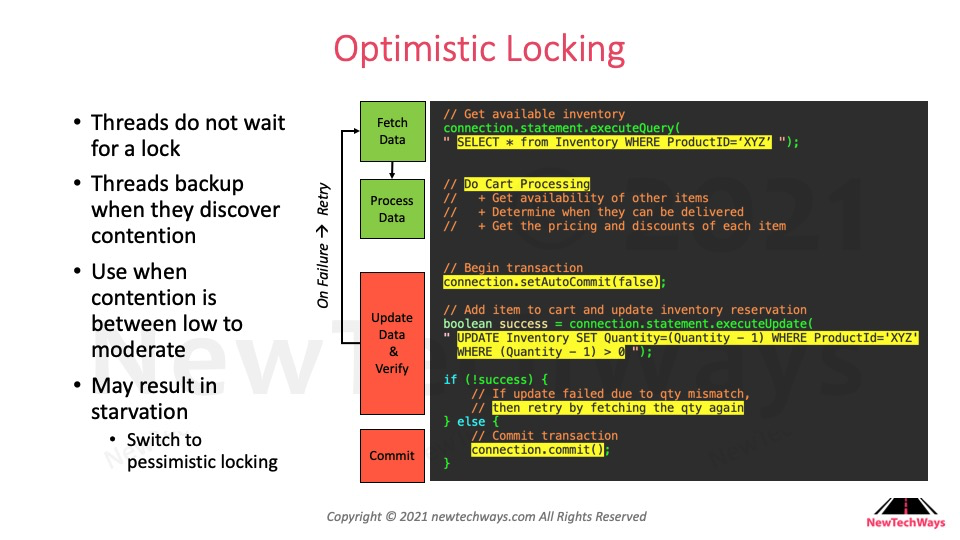 Optimistic Locking
• Threads do not wait
for a lock
• Threads backup
when they discover
contention
• Use when
contention is
between low to
moderate
• May result in
starvation
• Switch to
pessimistic locking
On Failure → Retry
Fetch
Data
Process
Data
Update
Data
&
Verify
Commit
// Get available inventory
connection.statement.executeQuery(
" SELECT * from Inventory WHERE ProductID=‘XYZ’ ");
// Do Cart Processing
//   + Get availability of other items
//   + Determine when they can be delivered
//   + Get the pricing and discounts of each item
// Begin transaction
connection.setAutoCommit(false);
// Add item to cart and update inventory reservation
boolean success = connection.statement.executeUpdate(
" UPDATE Inventory SET Quantity=(Quantity - 1) WHERE ProductId='XYZ'
WHERE (Quantity - 1) > 0 ");
if (!success) {
// If update failed due to qty mismatch,
// then retry by fetching the qty again
} else {
// Commit transaction
connection.commit();
}
NewTechWays
© 2021
Copyright © 2021 newtechways.com All Rights Reserved
NewTechWays